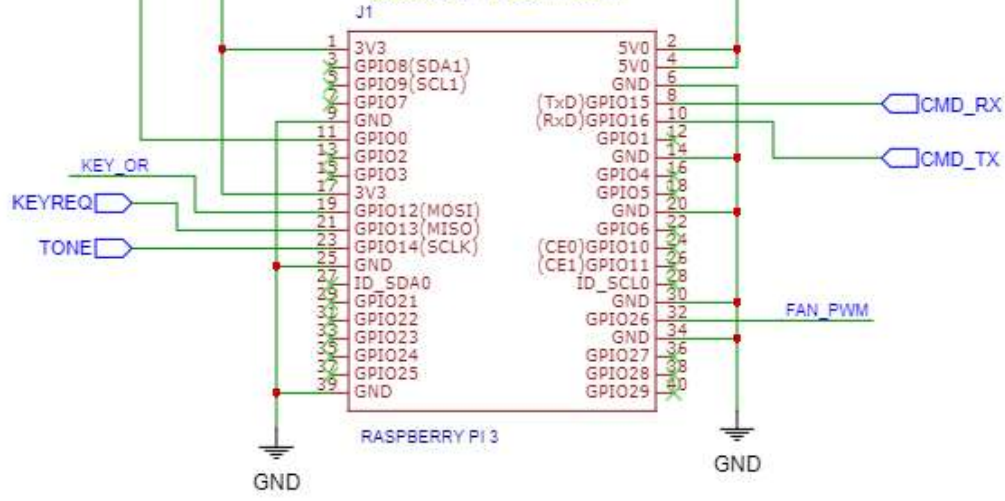 J1
1 3V3 5V0 2
3 GPIO8(SDA1) 5V0 4
5 GPIO9(SCL1) GND 6
7 GPIO7 (TxD)GPIO15 8 CMD_RX
9 GND (RxD)GPIO16 10
11 GPIO0 GPIO1 12
13 GPIO2 GND 14 CMD_TX
15 GPIO3 GPIO4 16
KEY_OR
17 3V3 GPIO5 18
KEYREQ 19 GPIO12(MOSI) GND 20
21 GPIO13(MISO) GPIO6 22
TONE 23 GPIO14(SCLK) (CE0)GPIO10 24
25 GND (CE1)GPIO11 26
27 ID_SDA0 ID_SCL0 28
29 GPIO21 GND 30
31 GPIO22 GPIO26 32 FAN_PWM
33 GPIO23 GND 34
35 GPIO24 GPIO27 36
37 GPIO25 GPIO28 38
39 GND GPIO29 40
RASPBERRY PI 3
GND
GND